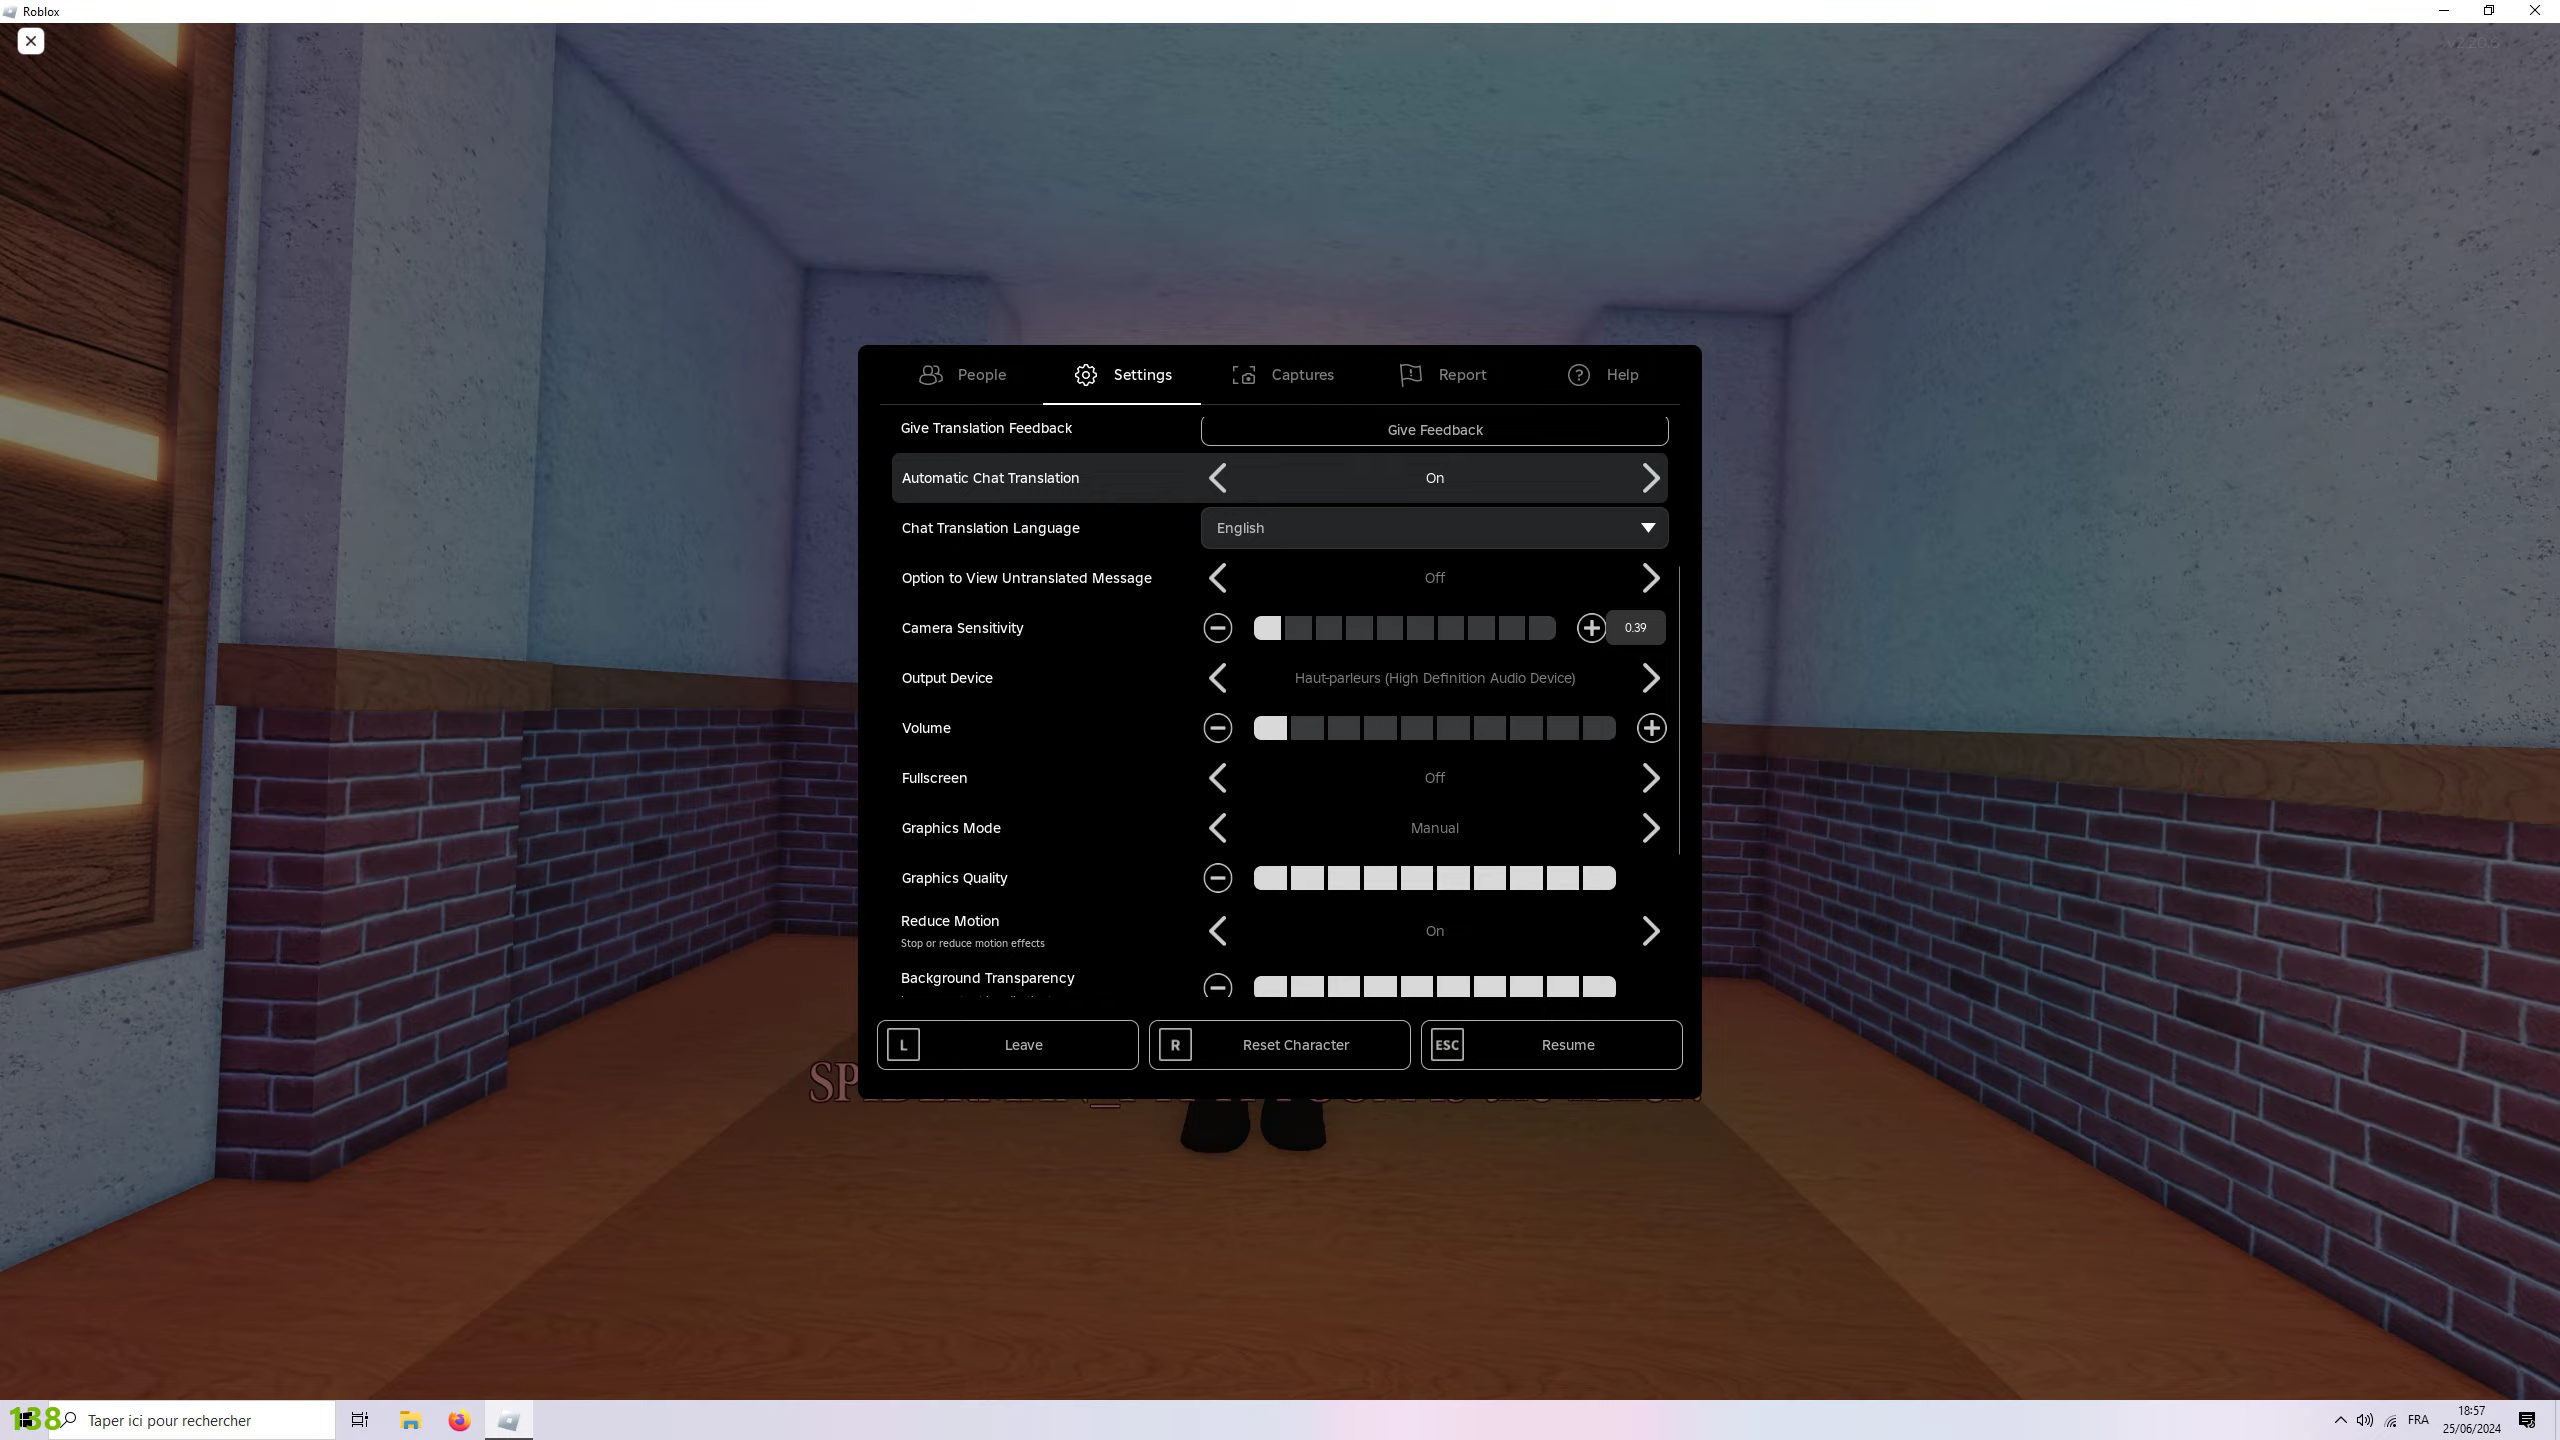 Roblox
People
Settings
Captures
Report
Help
Give Translation Feedback
Give Feedback
Automatic Chat Translation
On
Chat Translation Language
English
Option to View Untranslated Message
Off
Camera Sensitivity
0.39
Output Device
Haut-parleurs (High Definition Audio Device)
Volume
Fullscreen
Off
Graphics Mode
Manual
Graphics Quality
Reduce Motion
On
Stop or reduce motion effects
Background Transparency
L Leave
R Reset Character
ESC Resume
138
Taper ici pour rechercher
FRA
18:57
25/06/2024